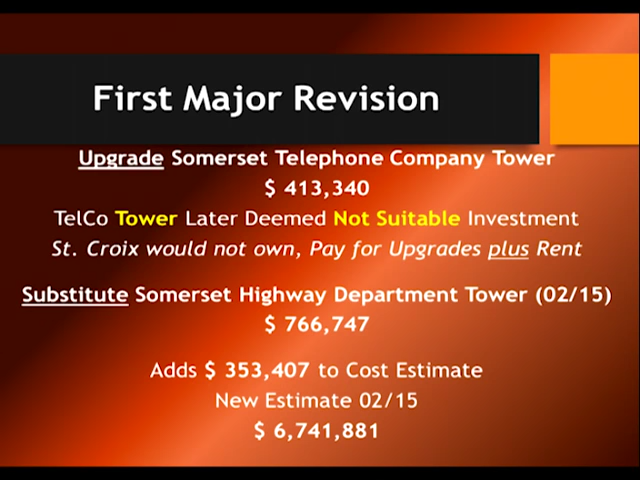 First Major Revision
Upgrade Somerset Telephone Company Tower
$ 413,340
TelCo Tower Later Deemed Not Suitable Investment
St. Croix would not own, Pay for Upgrades plus Rent
Substitute Somerset Highway Department Tower (02/15)
$ 766,747
Adds $ 353,407 to Cost Estimate
New Estimate 02/15
$ 6,741,881